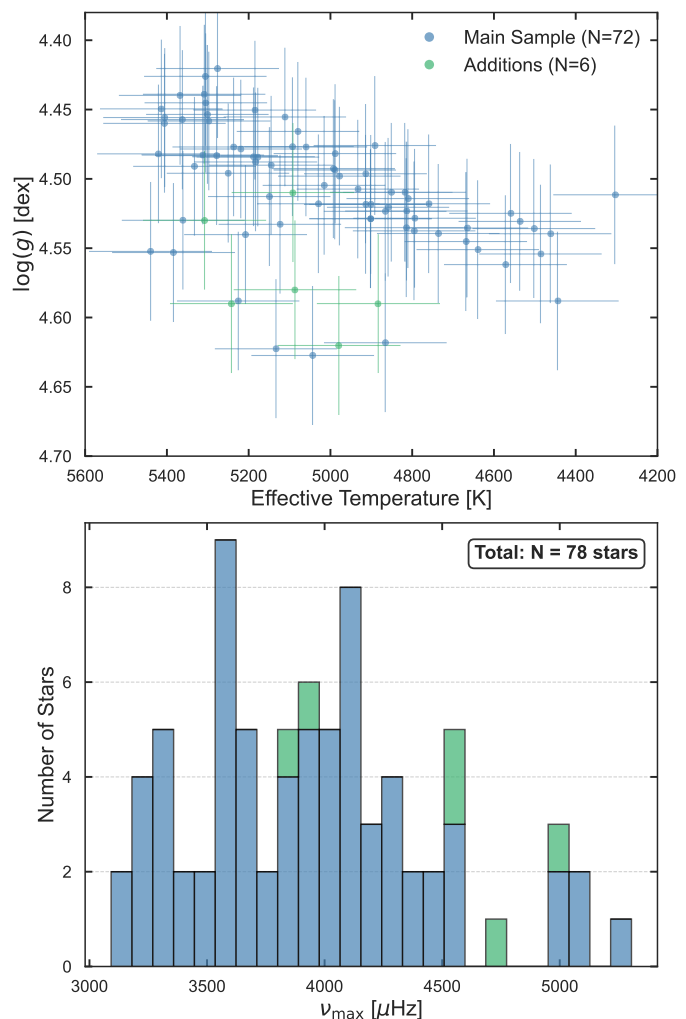 4.40
4.45
4.50
4.55
4.60
4.65
4.70
log(g) [dex]
Main Sample (N=72)
Additions (N=6)
5600 5400 5200 5000 4800 4600 4400 4200
Effective Temperature [K]
Total: N = 78 stars
8
6
4
2
0
Number of Stars
3000 3500 4000 4500 5000
νmax [μHz]